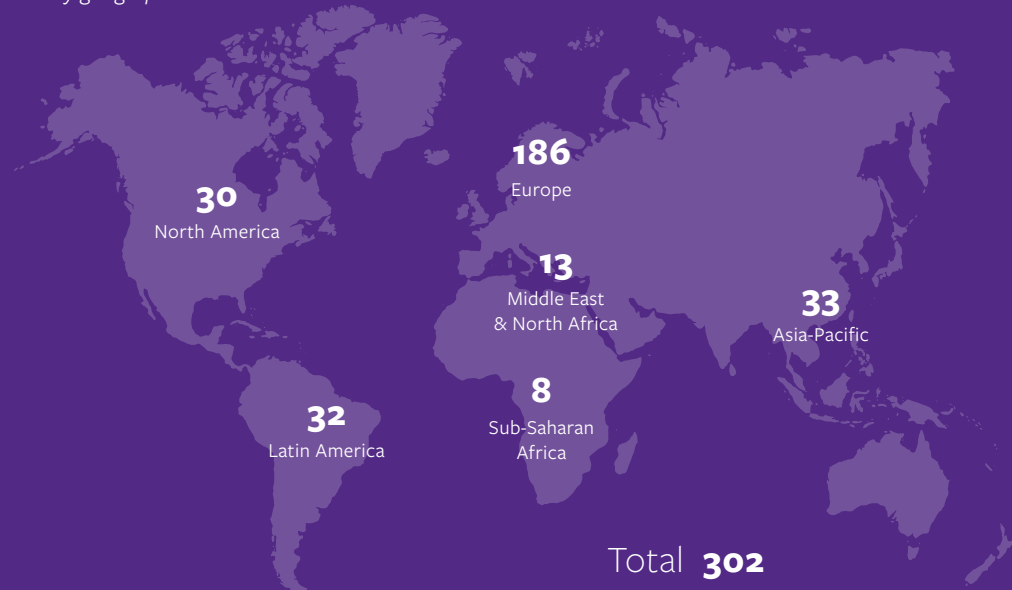 186
Europe
30
North America
13
Middle East
& North Africa
33
Asia-Pacific
8
Sub-Saharan
Africa
32
Latin America
Total 302